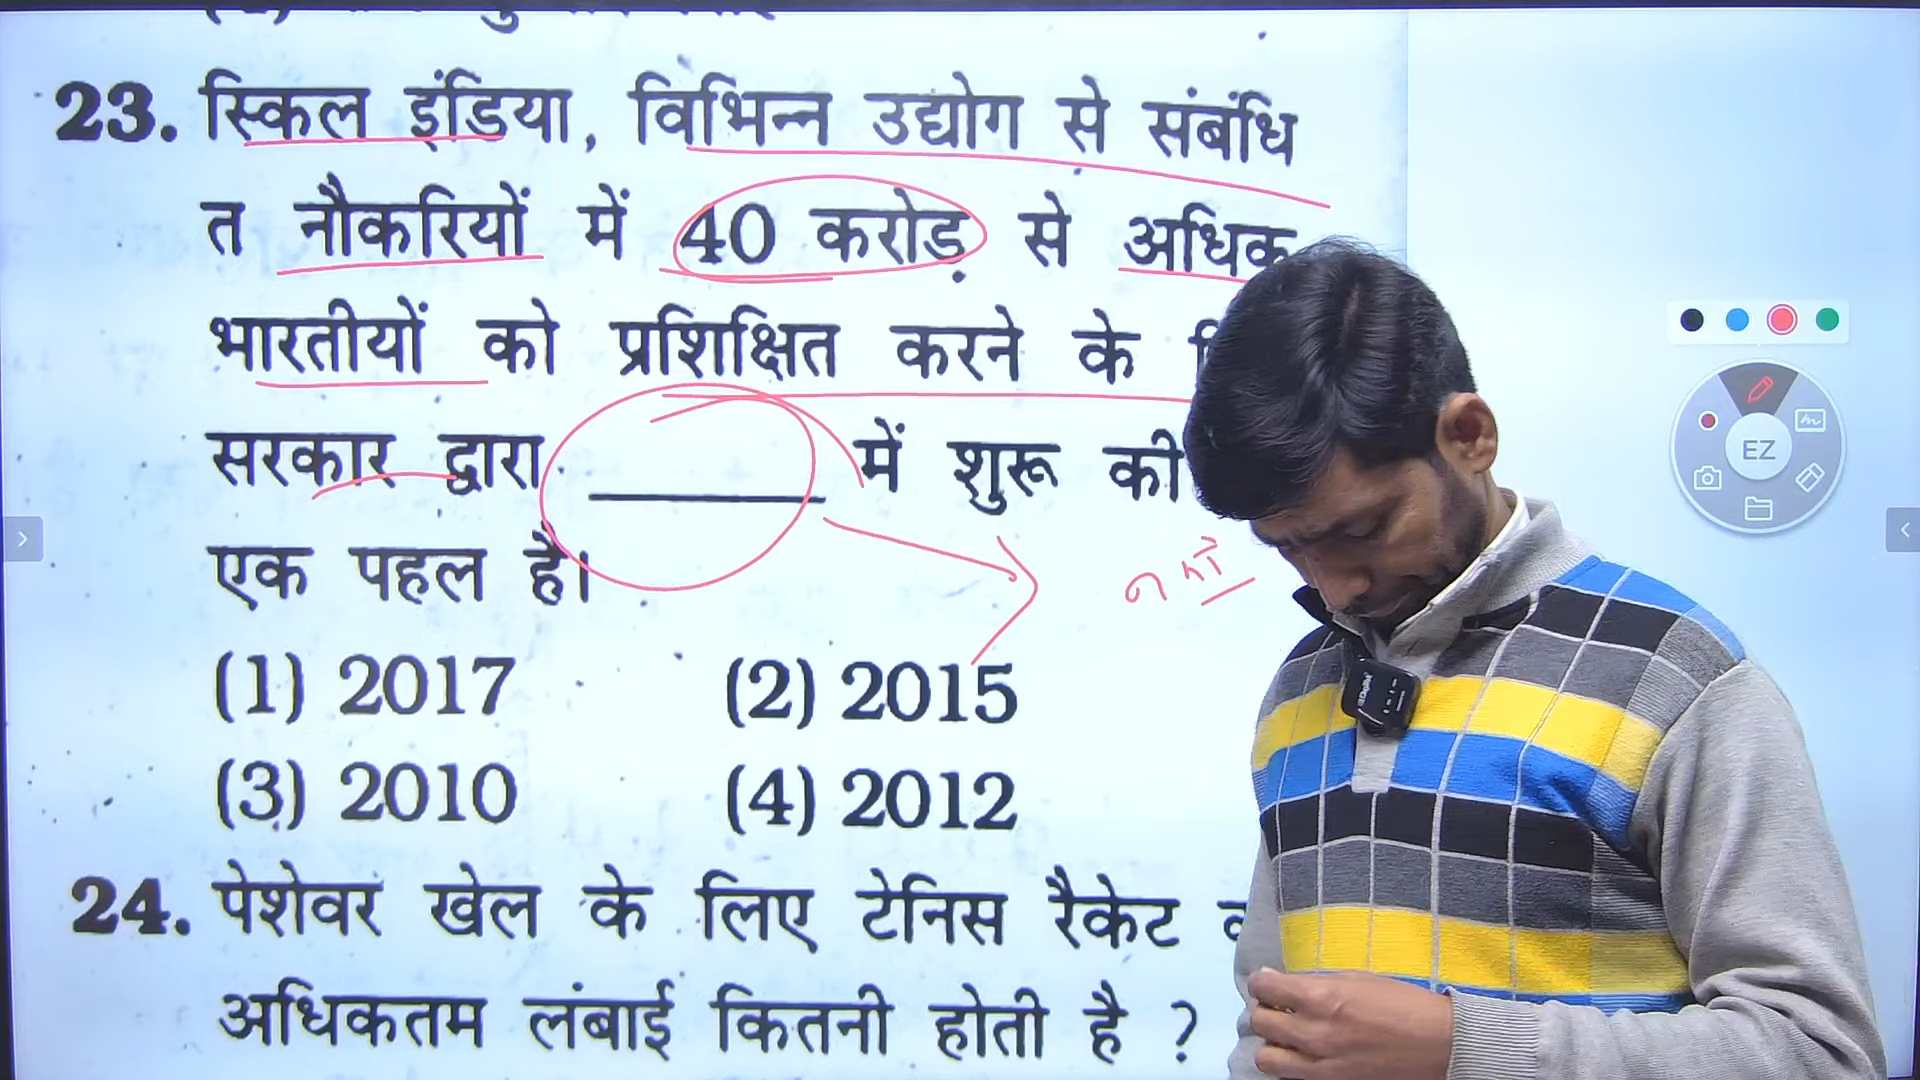 23. स्किल इंडिया, विभिन्न उद्योग से संबंधि
त नौकरियों में 40 करोड़ से अधिक
भारतीयों को प्रशिक्षित करने के
सरकार द्वारा ________ में शुरू की
एक पहल है।
(1) 2017 (2) 2015
(3) 2010 (4) 2012
24. पेशेवर खेल के लिए टेनिस रैकेट
अधिकतम लंबाई कितनी होती है ?
EZ